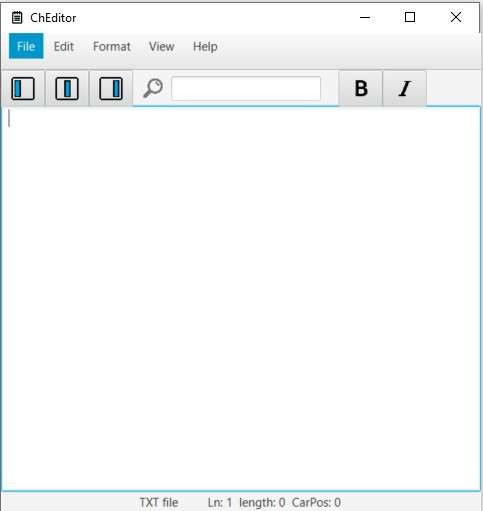 ChEditor
File Edit Format View Help
B I
TXT file Ln: 1 length: 0 CarPos: 0